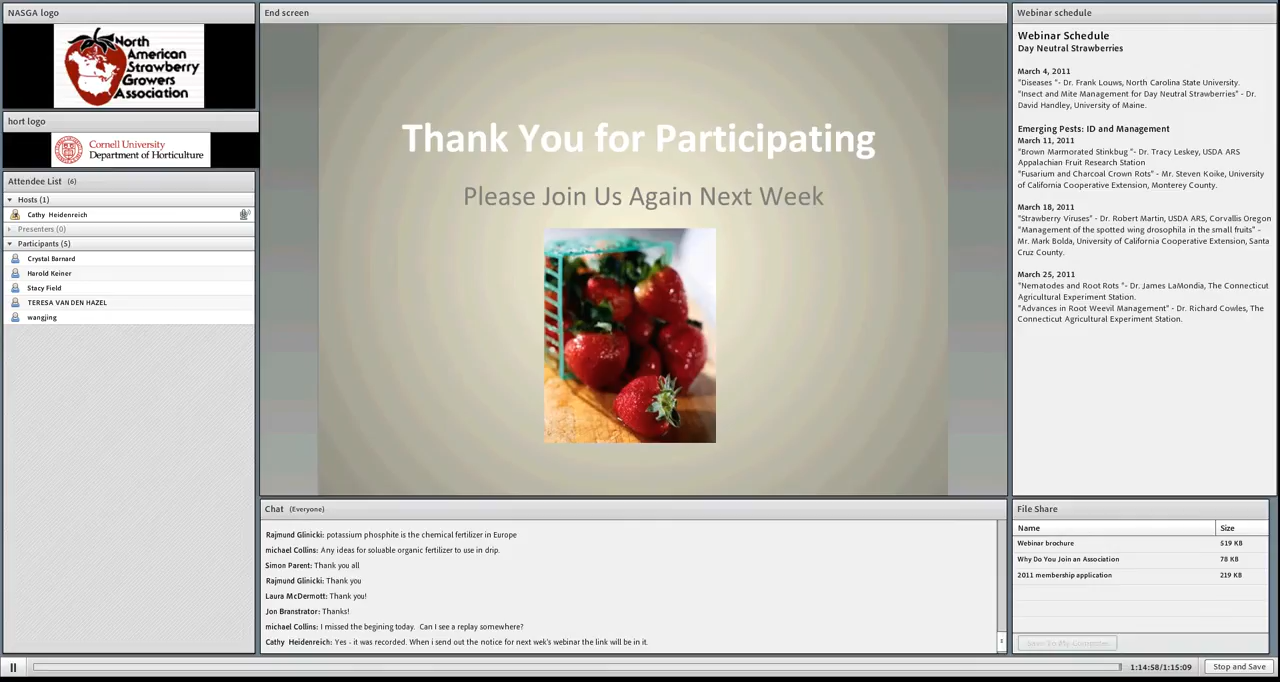 NASGA logo
North
American
Strawberry
Growers
Association
hort logo
Cornell University
Department of Horticulture
Attendee List (6)
Hosts (1)
Cathy Heidenreich
Presenters (0)
Participants (5)
Crystal Barnard
Harold Keiner
Stacy Field
TERESA VAN DEN HAZEL
wangjing
End screen
Thank You for Participating
Please Join Us Again Next Week
Chat (Everyone)
Rajmund Glinicki: potassium phosphite is the chemical fertilizer in Europe
michael Collins: Any ideas for soluable organic fertilizer to use in drip.
Simon Parent: Thank you all
Rajmund Glinicki: Thank you
Laura McDermott: Thank you!
Jon Branstrator: Thanks!
michael Collins: I missed the begining today. Can I see a replay somewhere?
Cathy Heidenreich: Yes - it was recorded. When i send out the notice for next wek's webinar the link will be in it.
Webinar schedule
Webinar Schedule
Day Neutral Strawberries
March 4, 2011
"Diseases "- Dr. Frank Louws, North Carolina State University.
"Insect and Mite Management for Day Neutral Strawberries" - Dr.
David Handley, University of Maine.
Emerging Pests: ID and Management
March 11, 2011
"Brown Marmorated Stinkbug "- Dr. Tracy Leskey, USDA ARS
Appalachian Fruit Research Station
"Fusarium and Charcoal Crown Rots" - Mr. Steven Koike, University
of California Cooperative Extension, Monterey County.
March 18, 2011
"Strawberry Viruses" - Dr. Robert Martin, USDA ARS, Corvallis Oregon
"Management of the spotted wing drosophila in the small fruits" -
Mr. Mark Bolda, University of California Cooperative Extension, Santa
Cruz County.
March 25, 2011
"Nematodes and Root Rots "- Dr. James LaMondia, The Connecticut
Agricultural Experiment Station.
"Advances in Root Weevil Management" - Dr. Richard Cowles, The
Connecticut Agricultural Experiment Station.
File Share
Name Size
Webinar brochure 519 KB
Why Do You Join an Association 78 KB
2011 membership application 219 KB
Save To My Computer
1:14:58/1:15:09
Stop and Save